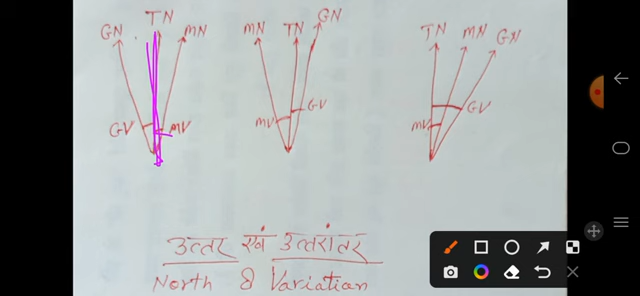 GN TN MN
GV MV
MN TN GN
MV GV
TN MN GN
MV GV
उत्तर एवं उत्तरांतर
North & Variation